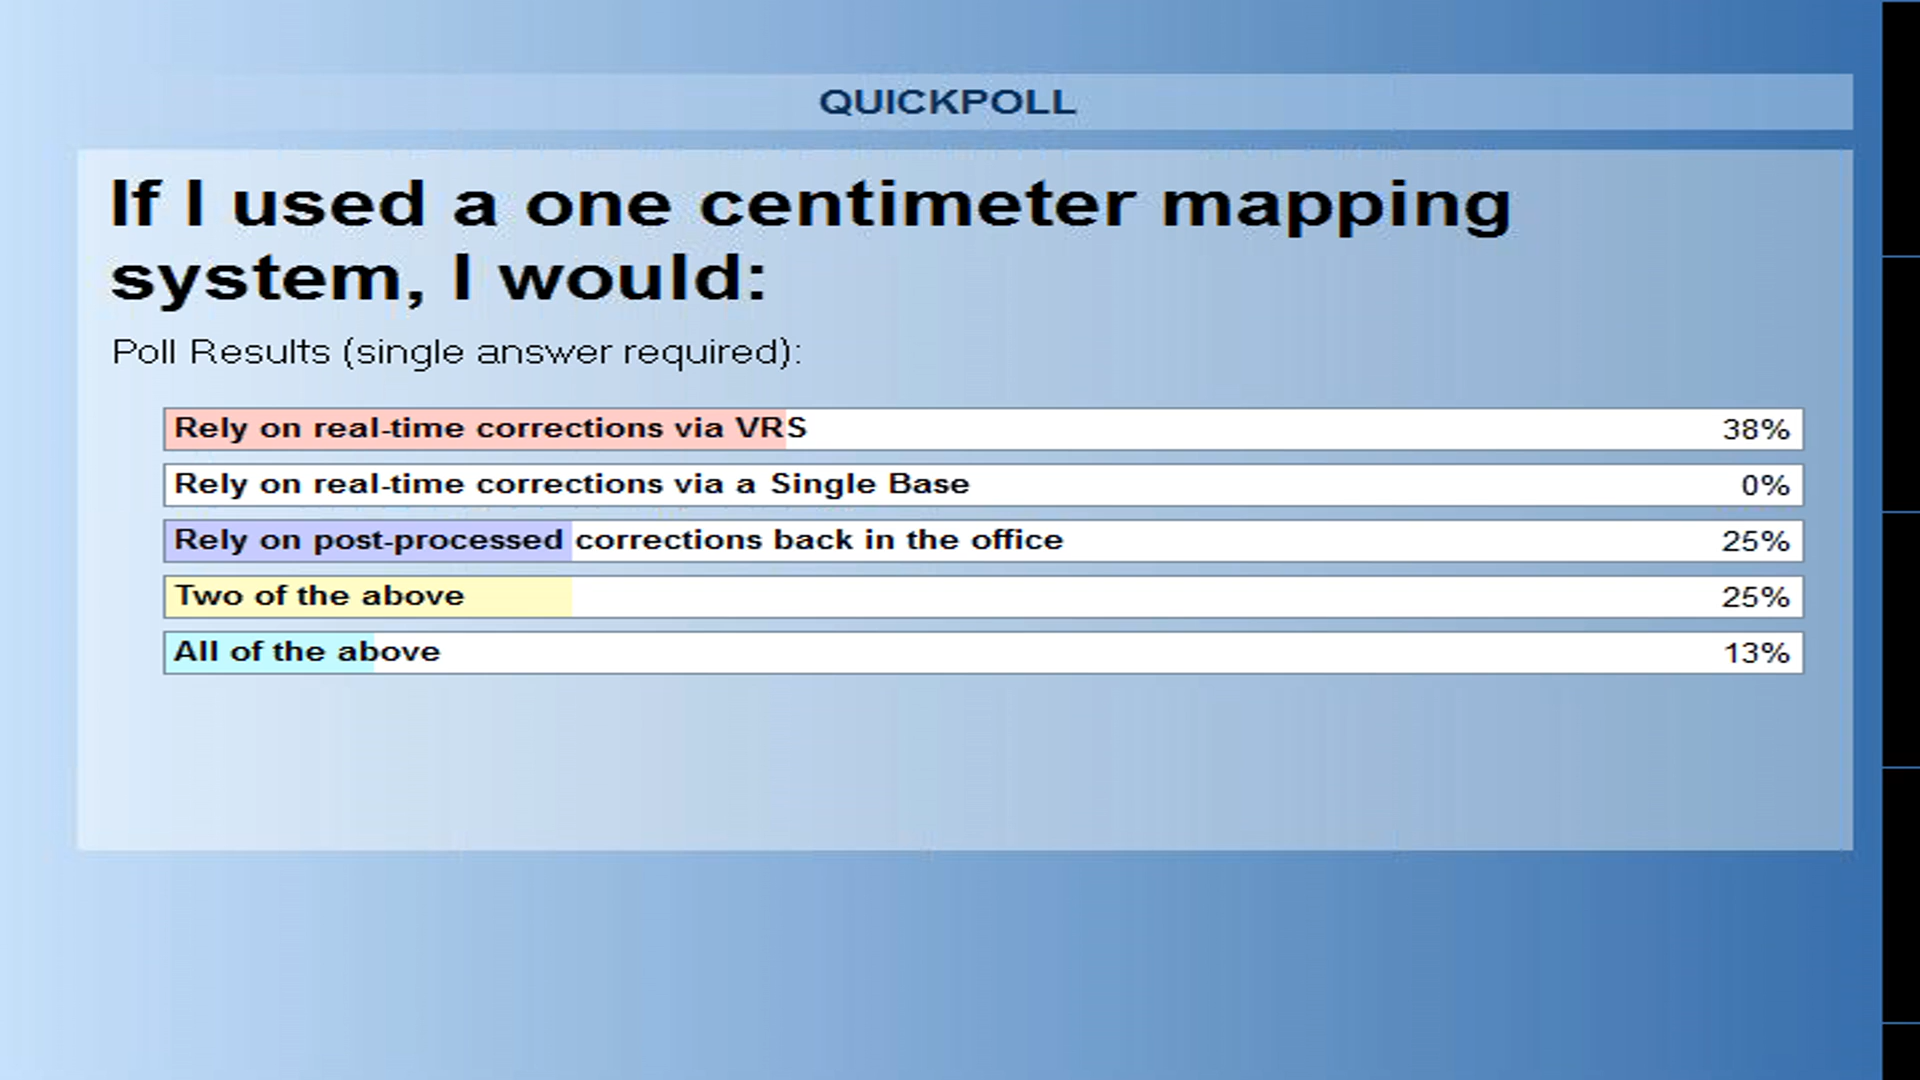 QUICKPOLL
If I used a one centimeter mapping
system, I would:
Poll Results (single answer required):
Rely on real-time corrections via VRS 38%
Rely on real-time corrections via a Single Base 0%
Rely on post-processed corrections back in the office 25%
Two of the above 25%
All of the above 13%